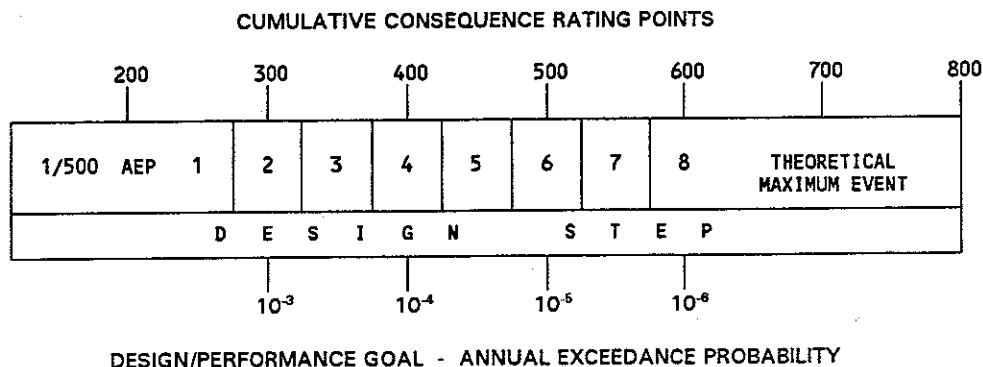 CUMULATIVE CONSEQUENCE RATING POINTS
200 300 400 500 600 700 800
1/500 AEP 1 2 3 4 5 6 7 8 THEORETICAL
MAXIMUM EVENT
DESIGN STEP
10⁻³ 10⁻⁴ 10⁻⁵ 10⁻⁶
DESIGN/PERFORMANCE GOAL - ANNUAL EXCEEDANCE PROBABILITY